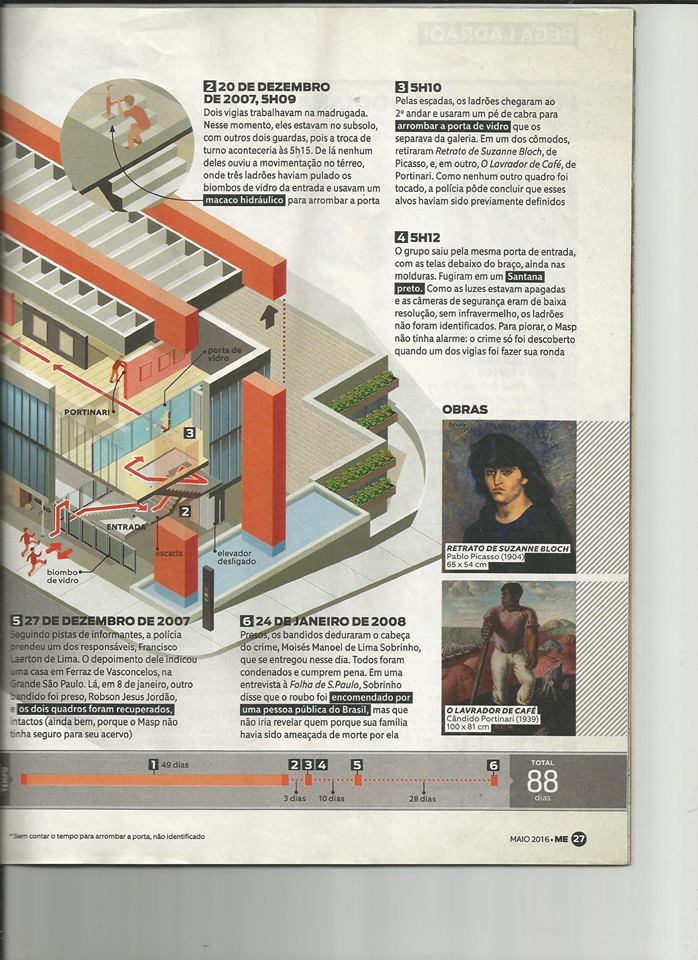 PEGA LADRÃO!
2 20 DE DEZEMBRO
DE 2007, 5H09
Dois vigias trabalhavam na madrugada.
Nesse momento, eles estavam no subsolo,
com outros dois guardas, pois a troca de
turno aconteceria às 5h15. De lá nenhum
deles ouviu a movimentação no térreo,
onde três ladrões haviam pulado os
biombos de vidro da entrada e usavam um
macaco hidráulico para arrombar a porta
3 5H10
Pelas escadas, os ladrões chegaram ao
2º andar e usaram um pé de cabra para
arrombar a porta de vidro que os
separava da galeria. Em um dos cômodos,
retiraram Retrato de Suzanne Bloch, de
Picasso, e, em outro, O Lavrador de Café, de
Portinari. Como nenhum outro quadro foi
tocado, a polícia pôde concluir que esses
alvos haviam sido previamente definidos
4 5H12
O grupo saiu pela mesma porta de entrada,
com as telas debaixo do braço, ainda nas
molduras. Fugiram em um Santana
preto. Como as luzes estavam apagadas
e as câmeras de segurança eram de baixa
resolução, sem infravermelho, os ladrões
não foram identificados. Para piorar, o Masp
não tinha alarme: o crime só foi descoberto
quando um dos vigias foi fazer sua ronda
porta de
vidro
PORTINARI
3
2
ENTRADA
escada
elevador
desligado
biombo
de vidro
OBRAS
RETRATO DE SUZANNE BLOCH
Pablo Picasso (1904)
65 x 54 cm
O LAVRADOR DE CAFÉ
Cândido Portinari (1939)
100 x 81 cm
5 27 DE DEZEMBRO DE 2007
Seguindo pistas de informantes, a polícia
prendeu um dos responsáveis, Francisco
Laerton de Lima. O depoimento dele indicou
uma casa em Ferraz de Vasconcelos, na
Grande São Paulo. Lá, em 8 de janeiro, outro
bandido foi preso, Robson Jesus Jordão,
e os dois quadros foram recuperados,
intactos (ainda bem, porque o Masp não
tinha seguro para seu acervo)
6 24 DE JANEIRO DE 2008
Presos, os bandidos deduraram o cabeça
do crime, Moisés Manoel de Lima Sobrinho,
que se entregou nesse dia. Todos foram
condenados e cumprem pena. Em uma
entrevista à Folha de S.Paulo, Sobrinho
disse que o roubo foi encomendado por
uma pessoa pública do Brasil, mas que
não iria revelar quem porque sua família
havia sido ameaçada de morte por ela
TEMPO
1 49 dias
2 3 4 5 6
3 dias
10 dias
28 dias
TOTAL
88
dias
*Sem contar o tempo para arrombar a porta, não identificado
MAIO 2016 • ME 27